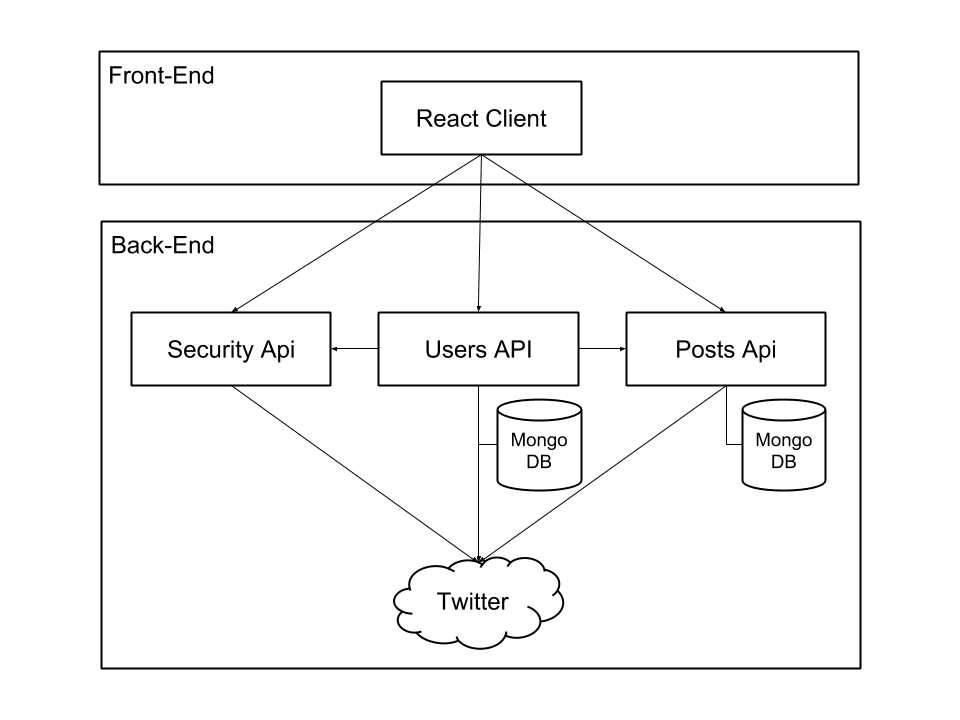 Front-End
React Client
Back-End
Security Api
Users API
Posts Api
Mongo
DB
Mongo
DB
Twitter